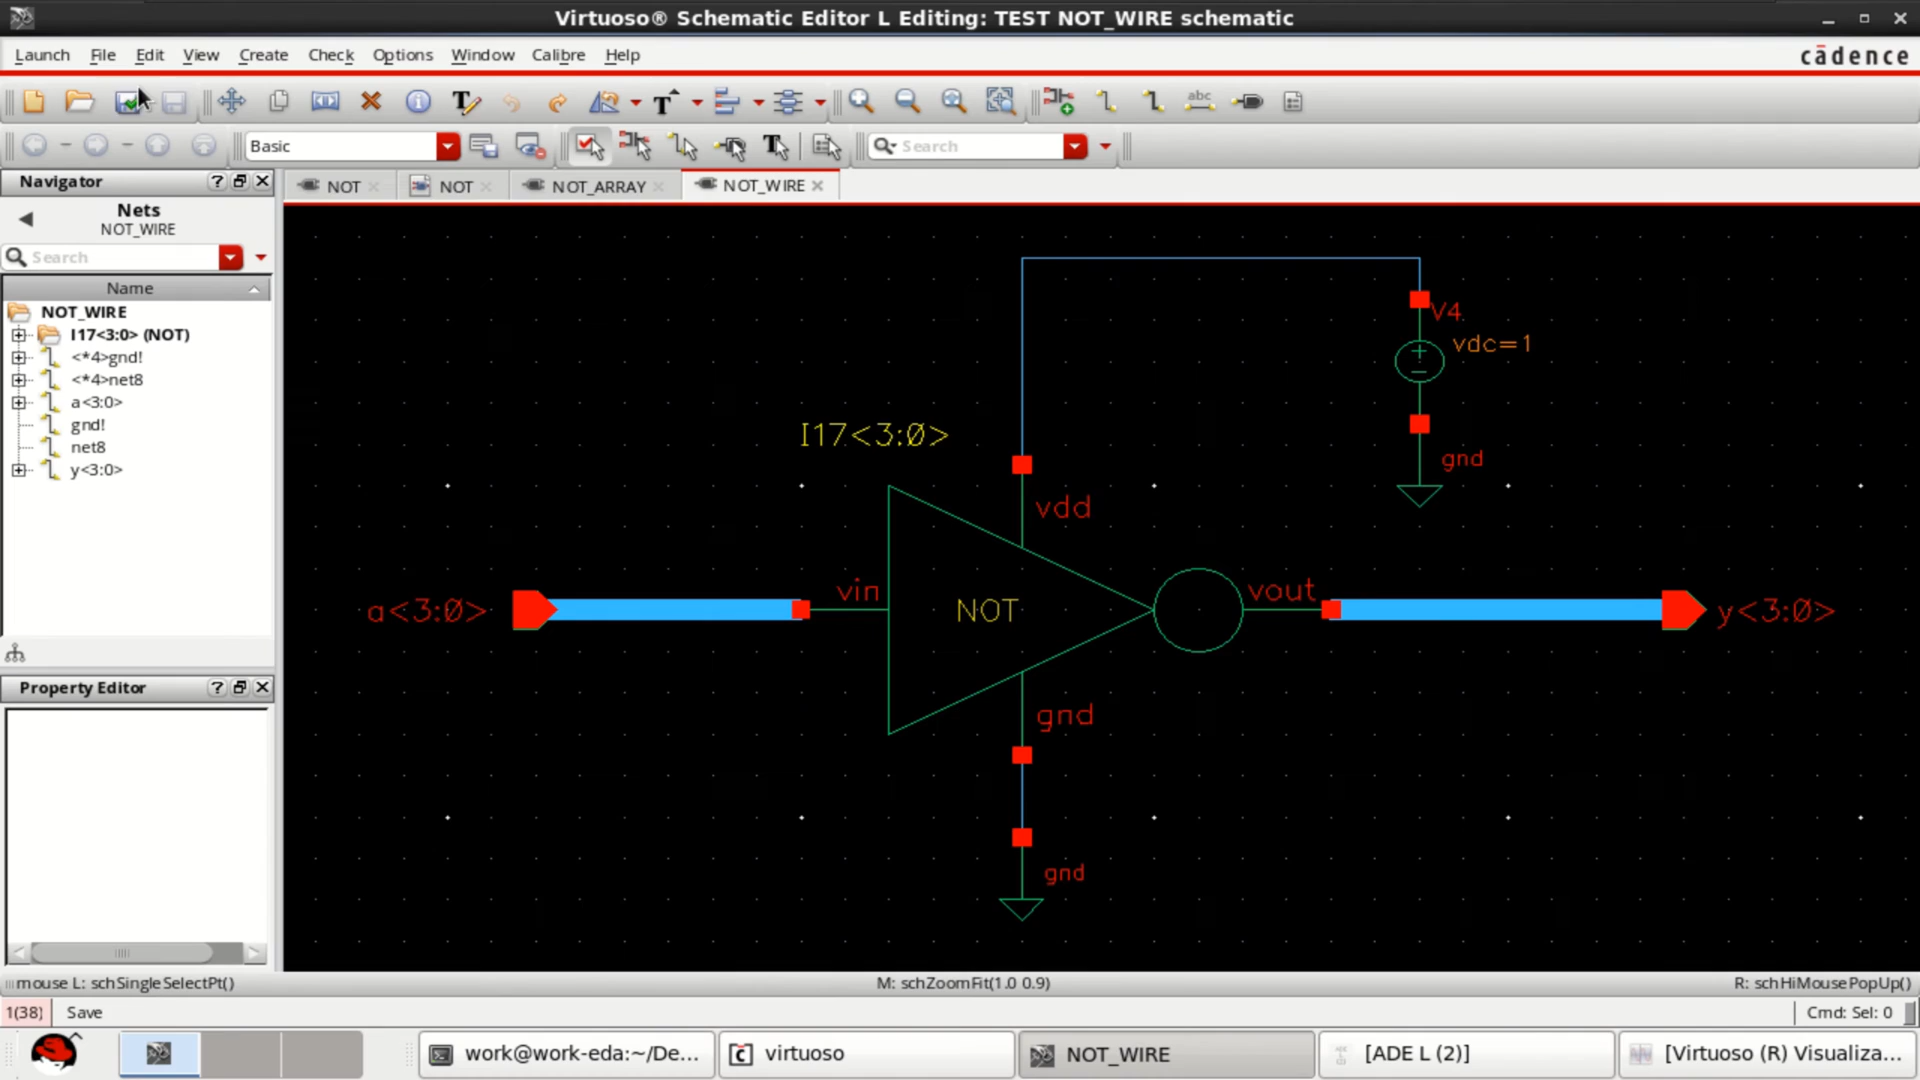 Virtuoso® Schematic Editor L Editing: TEST NOT_WIRE schematic
Launch File Edit View Create Check Options Window Calibre Help cādence
abc
Basic Search
Navigator ?
NOT NOT NOT_ARRAY NOT_WIRE
Nets
NOT_WIRE
Search
Name
NOT_WIRE
I17<3:0> (NOT)
<*4>gnd!
<*4>net8
a<3:0>
gnd!
net8
y<3:0>
Property Editor ?
V4
vdc=1
I17<3:0>
gnd
vdd
a<3:0> vin NOT vout y<3:0>
gnd
gnd
mouse L: schSingleSelectPt() M: schZoomFit(1.0 0.9) R: schHiMousePopUp()
1(38) Save Cmd: Sel: 0
work@work-eda:~/De... virtuoso NOT_WIRE [ADE L (2)] [Virtuoso (R) Visualiza...